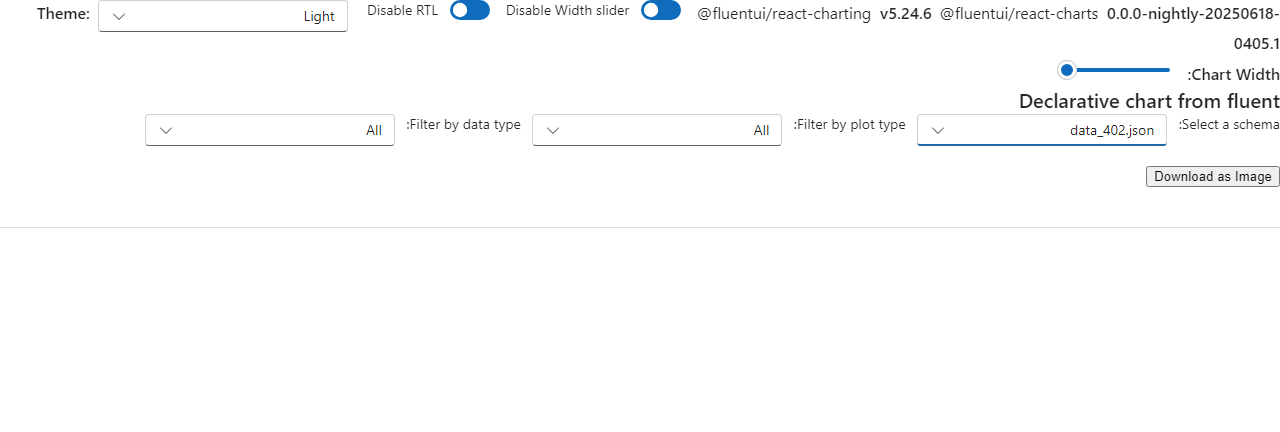 Theme: Light Disable RTL Disable Width slider @fluentui/react-charting v5.24.6 @fluentui/react-charts 0.0.0-nightly-20250618-
0405.1
:Chart Width
Declarative chart from fluent
:Select a schema data_402.json :Filter by plot type All :Filter by data type All
Download as Image